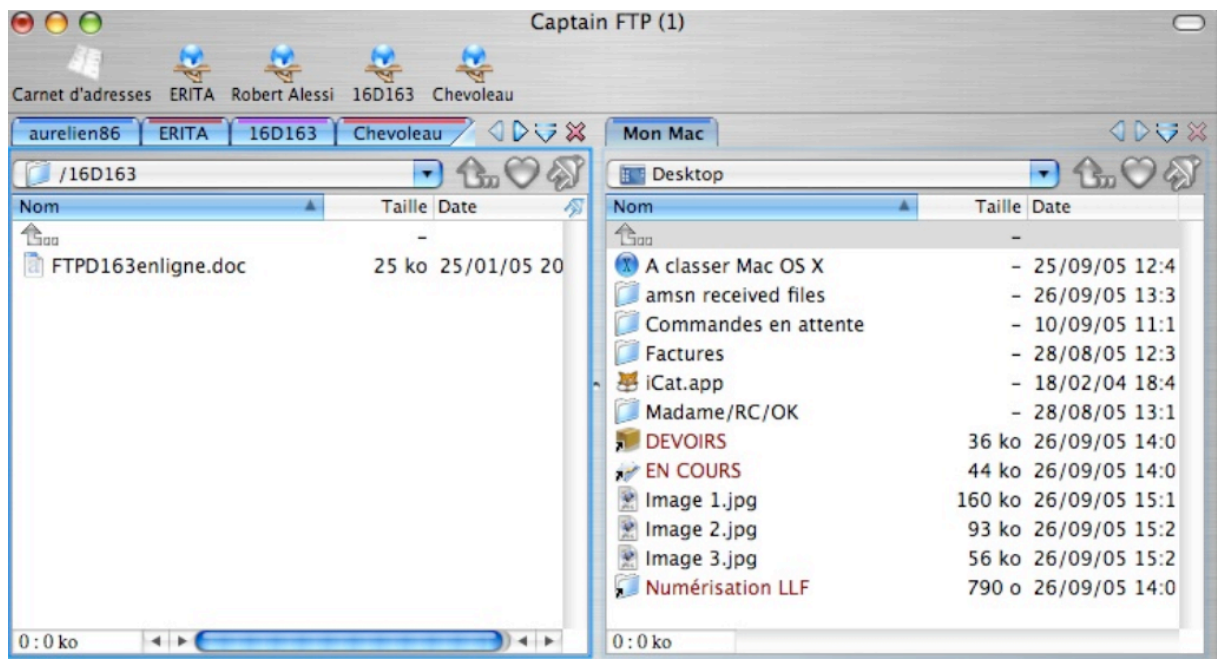 Captain FTP (1)
Carnet d'adresses ERITA Robert Alessi 16D163 Chevoleau
aurelien86 ERITA 16D163 Chevoleau
/16D163
Nom Taille Date
–
FTPD163enligne.doc 25 ko 25/01/05 20
0 : 0 ko
Mon Mac
Desktop
Nom Taille Date
–
A classer Mac OS X – 25/09/05 12:4
amsn received files – 26/09/05 13:3
Commandes en attente – 10/09/05 11:1
Factures – 28/08/05 12:3
iCat.app – 18/02/04 18:4
Madame/RC/OK – 28/08/05 13:1
DEVOIRS 36 ko 26/09/05 14:0
EN COURS 44 ko 26/09/05 14:0
Image 1.jpg 160 ko 26/09/05 15:1
Image 2.jpg 93 ko 26/09/05 15:2
Image 3.jpg 56 ko 26/09/05 15:2
Numérisation LLF 790 o 26/09/05 14:0
0 : 0 ko